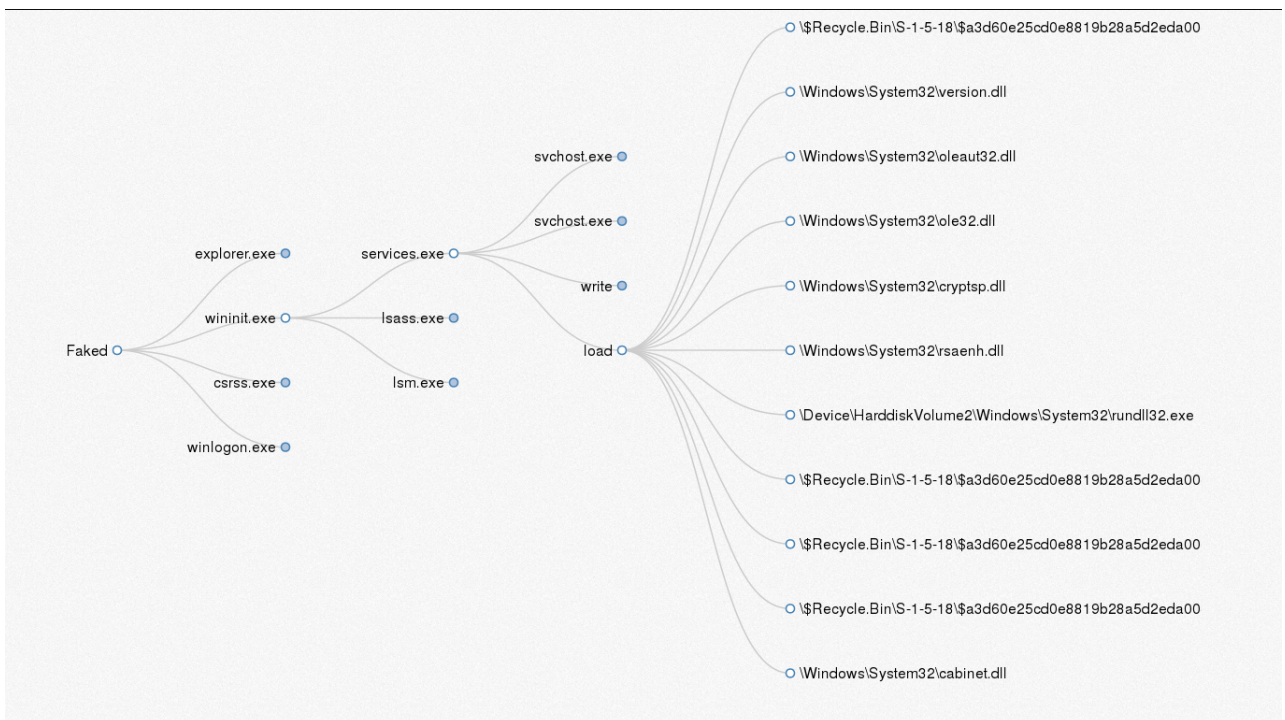 Faked
explorer.exe
wininit.exe
csrss.exe
winlogon.exe
services.exe
lsass.exe
lsm.exe
svchost.exe
svchost.exe
write
load
\$Recycle.Bin\S-1-5-18\$a3d60e25cd0e8819b28a5d2eda00
\Windows\System32\version.dll
\Windows\System32\oleaut32.dll
\Windows\System32\ole32.dll
\Windows\System32\cryptsp.dll
\Windows\System32\rsaenh.dll
\Device\HarddiskVolume2\Windows\System32\rundll32.exe
\$Recycle.Bin\S-1-5-18\$a3d60e25cd0e8819b28a5d2eda00
\$Recycle.Bin\S-1-5-18\$a3d60e25cd0e8819b28a5d2eda00
\$Recycle.Bin\S-1-5-18\$a3d60e25cd0e8819b28a5d2eda00
\Windows\System32\cabinet.dll